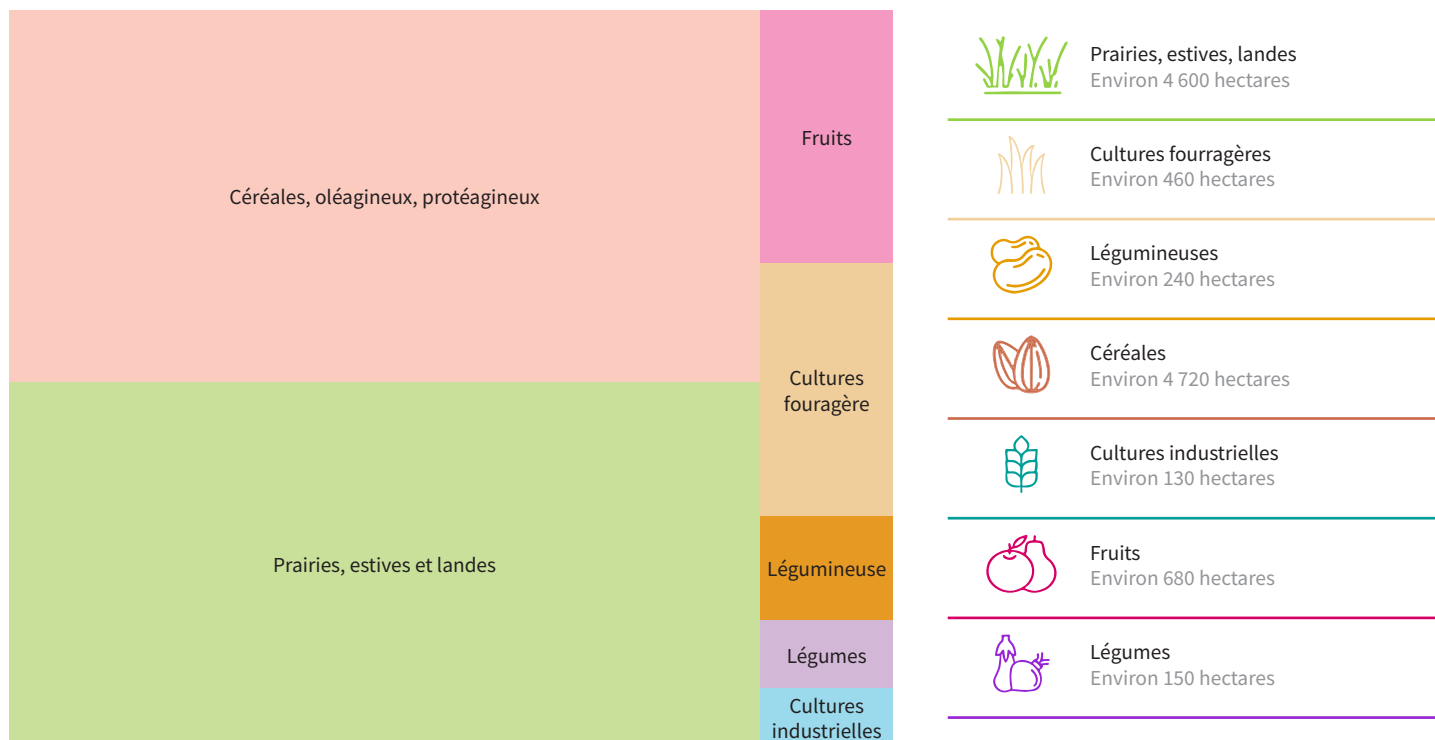 Céréales, oléagineux, protéagineux
Prairies, estives et landes
Fruits
Cultures
fouragère
Légumineuse
Légumes
Cultures
industrielles
Prairies, estives, landes
Environ 4 600 hectares
Cultures fourragères
Environ 460 hectares
Légumineuses
Environ 240 hectares
Céréales
Environ 4 720 hectares
Cultures industrielles
Environ 130 hectares
Fruits
Environ 680 hectares
Légumes
Environ 150 hectares